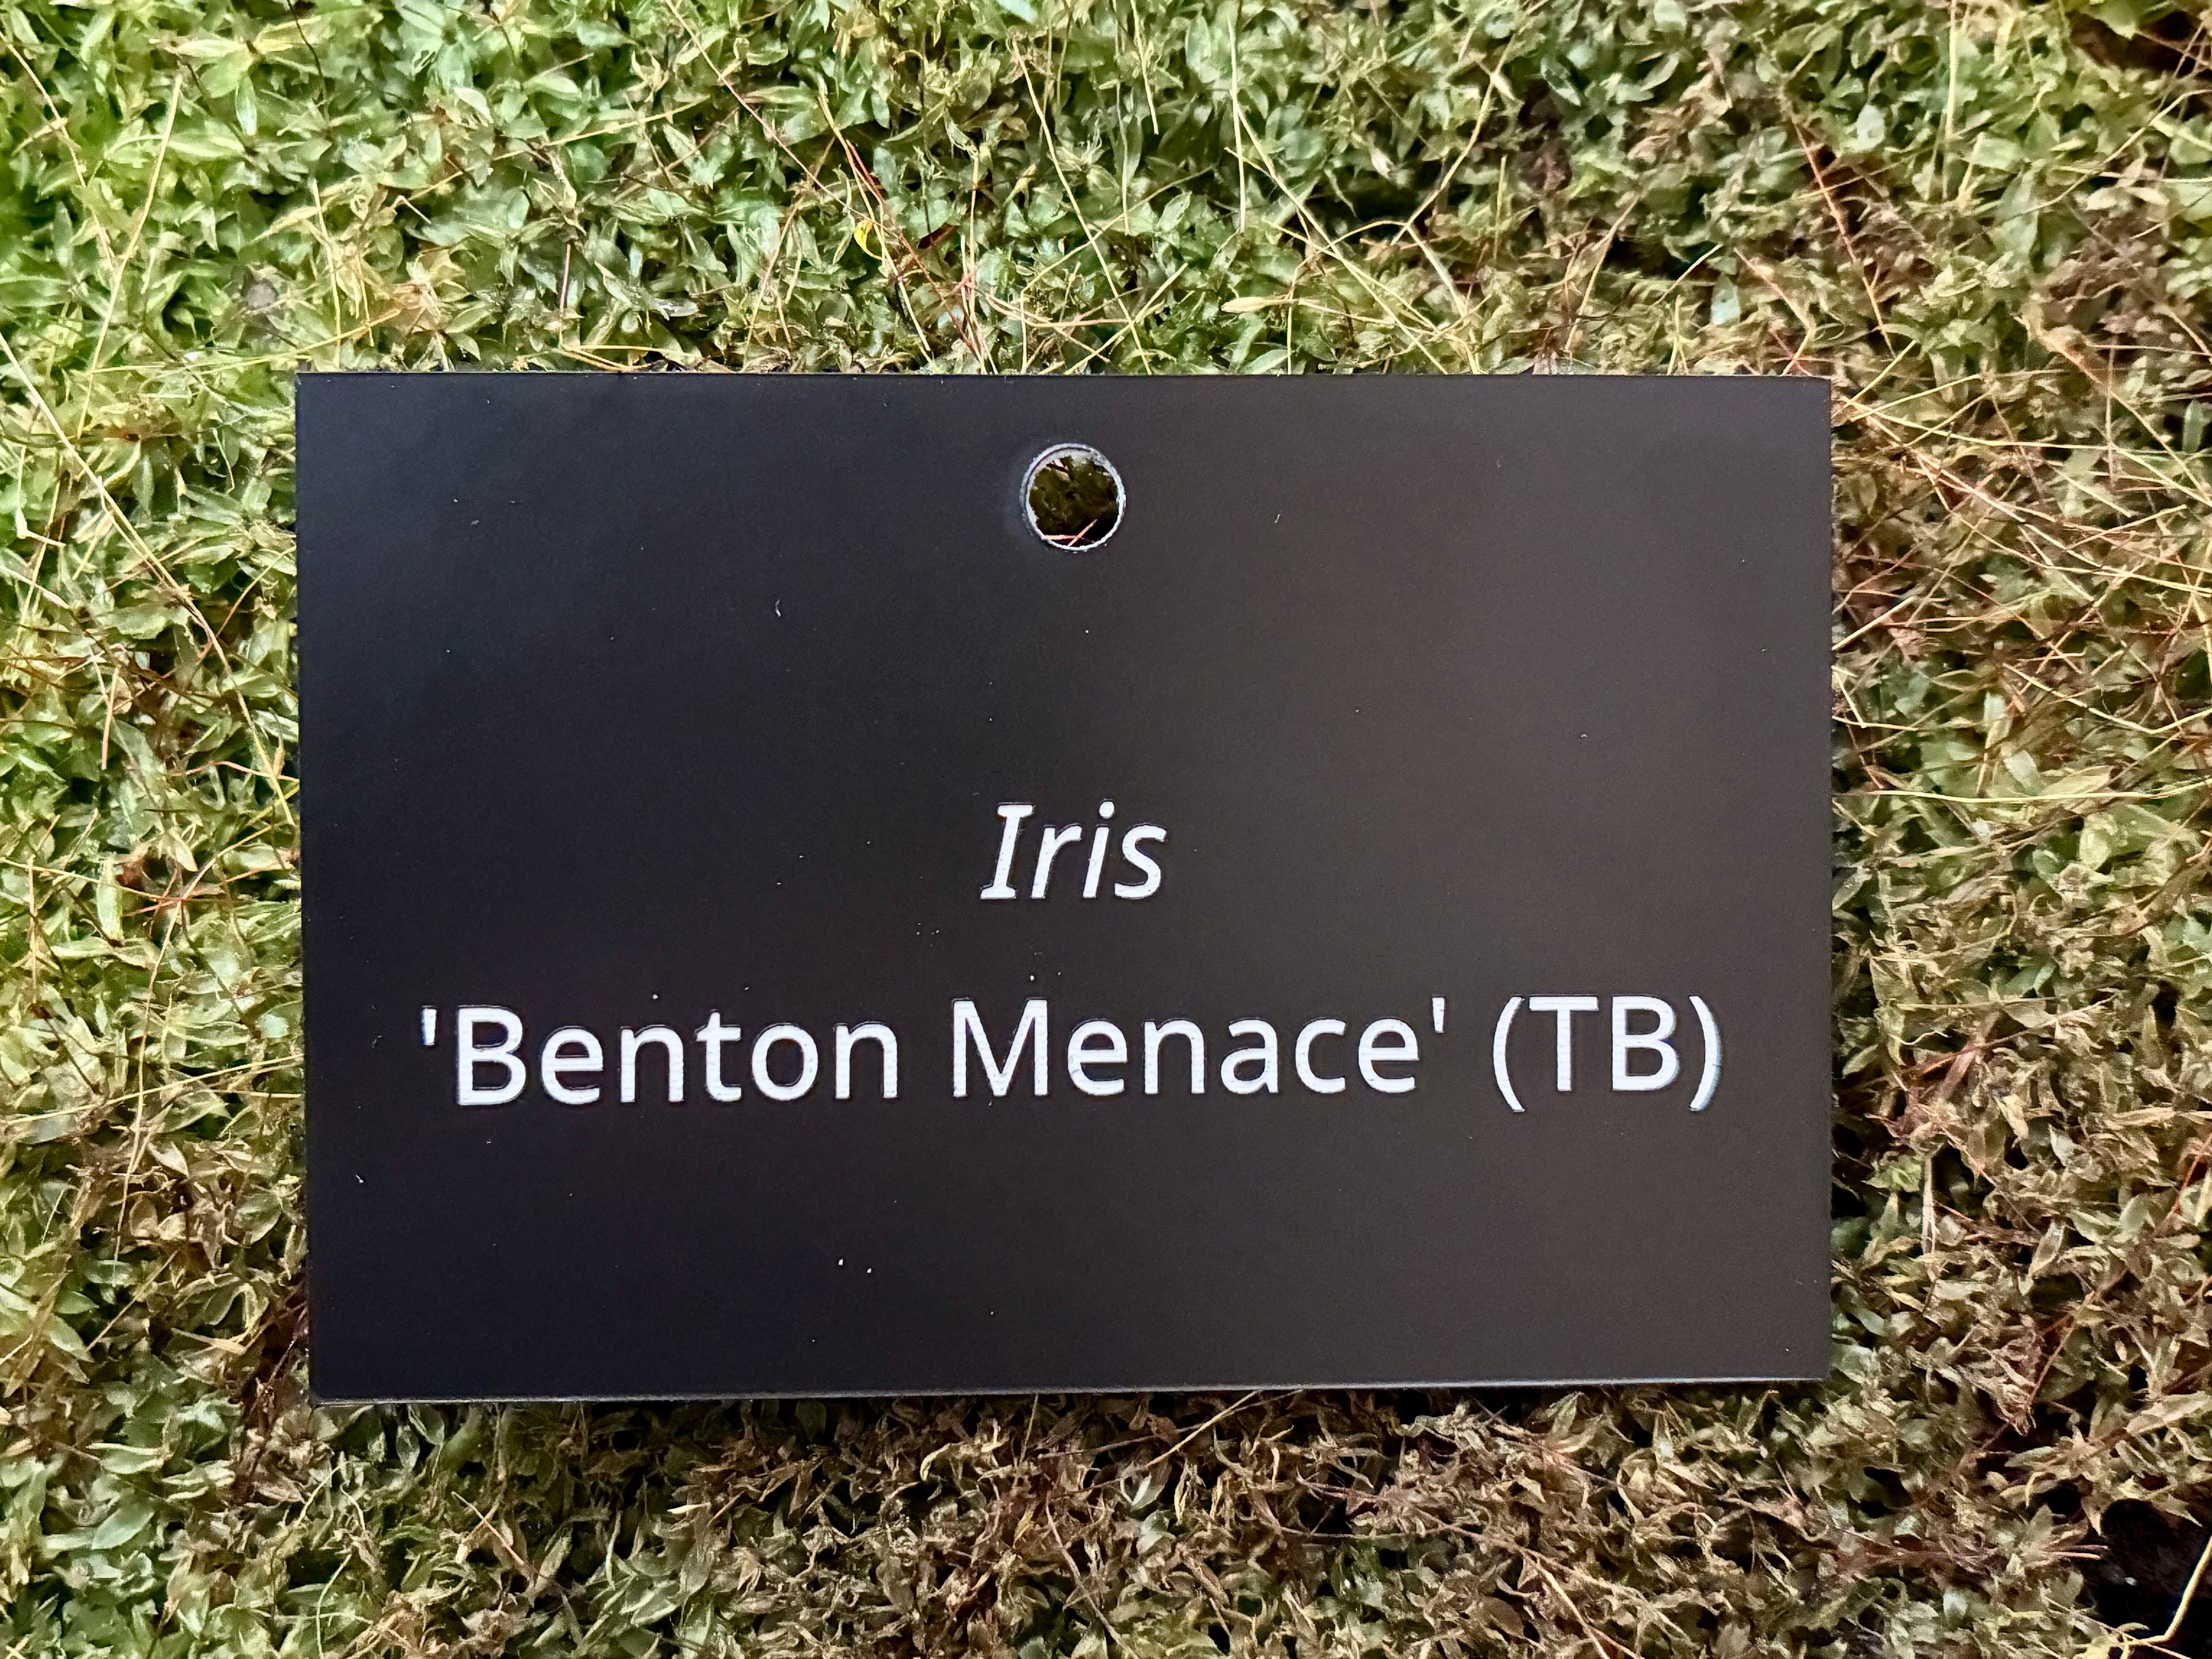 Iris
'Benton Menace' (TB)